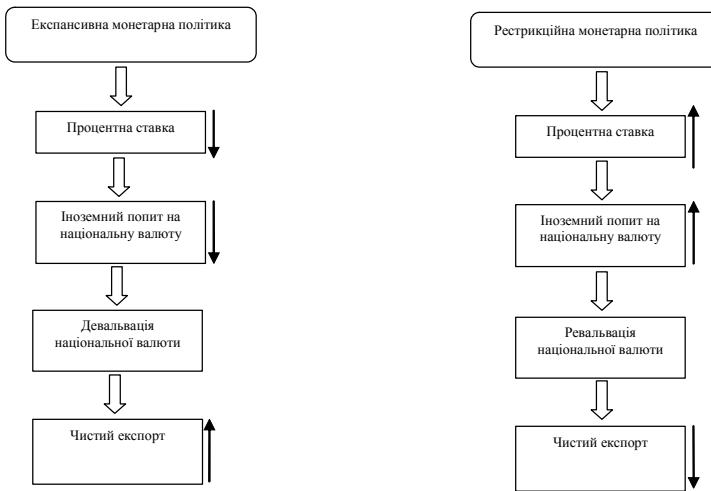 Експансивна монетарна політика
Процентна ставка
Іноземний попит на
національну валюту
Девальвація
національної валюти
Чистий експорт
Рестрикційна монетарна політика
Процентна ставка
Іноземний попит на
національну валюту
Ревальвація
національної валюти
Чистий експорт